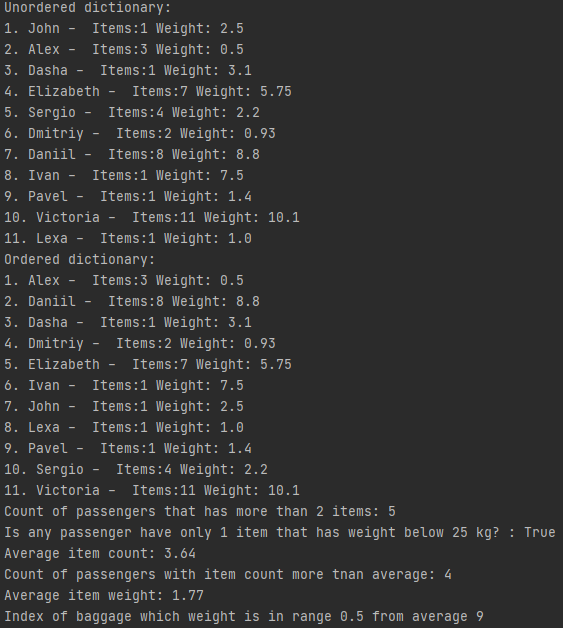 Unordered dictionary:
1. John -  Items:1 Weight: 2.5
2. Alex -  Items:3 Weight: 0.5
3. Dasha -  Items:1 Weight: 3.1
4. Elizabeth -  Items:7 Weight: 5.75
5. Sergio -  Items:4 Weight: 2.2
6. Dmitriy -  Items:2 Weight: 0.93
7. Daniil -  Items:8 Weight: 8.8
8. Ivan -  Items:1 Weight: 7.5
9. Pavel -  Items:1 Weight: 1.4
10. Victoria -  Items:11 Weight: 10.1
11. Lexa -  Items:1 Weight: 1.0
Ordered dictionary:
1. Alex -  Items:3 Weight: 0.5
2. Daniil -  Items:8 Weight: 8.8
3. Dasha -  Items:1 Weight: 3.1
4. Dmitriy -  Items:2 Weight: 0.93
5. Elizabeth -  Items:7 Weight: 5.75
6. Ivan -  Items:1 Weight: 7.5
7. John -  Items:1 Weight: 2.5
8. Lexa -  Items:1 Weight: 1.0
9. Pavel -  Items:1 Weight: 1.4
10. Sergio -  Items:4 Weight: 2.2
11. Victoria -  Items:11 Weight: 10.1
Count of passengers that has more than 2 items: 5
Is any passenger have only 1 item that has weight below 25 kg? : True
Average item count: 3.64
Count of passengers with item count more tnan average: 4
Average item weight: 1.77
Index of baggage which weight is in range 0.5 from average 9